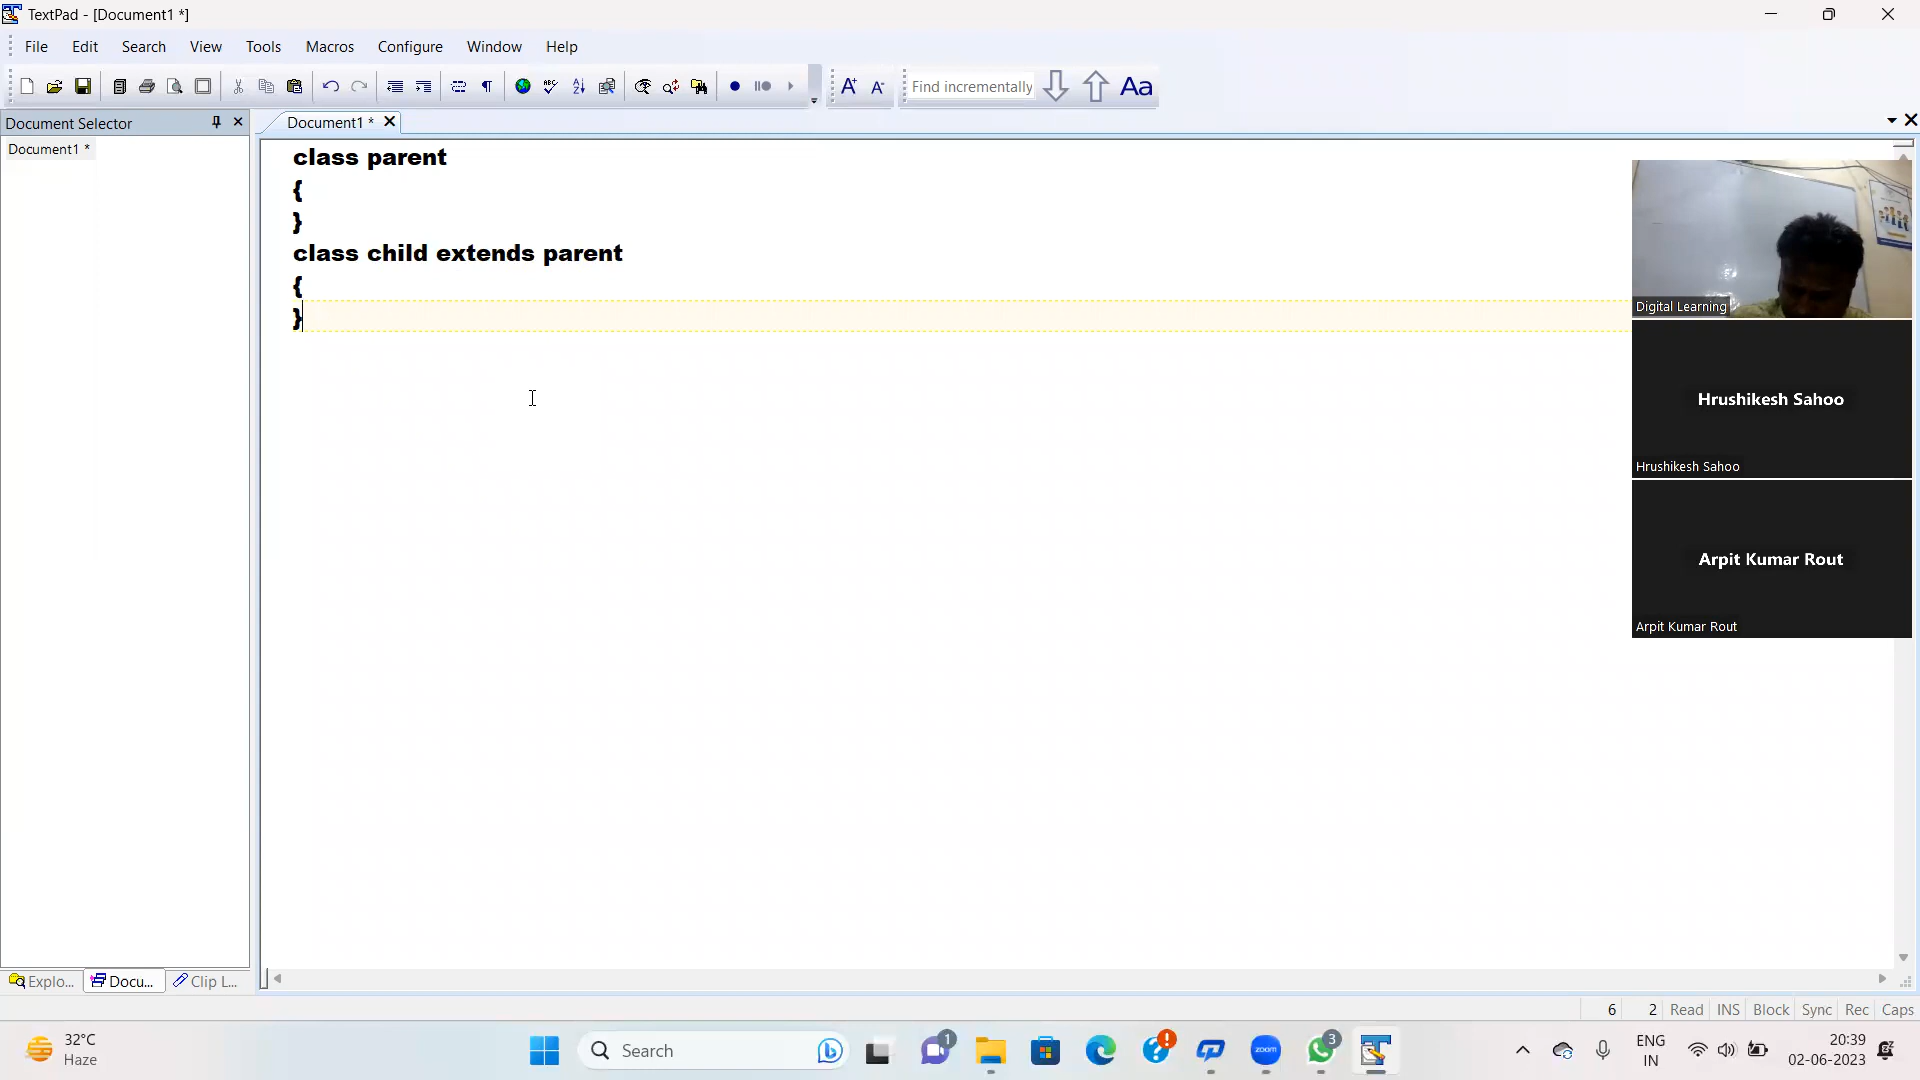 TextPad - [Document1 *]
File Edit Search View Tools Macros Configure Window Help
Find incrementally Aa
Document Selector
Document1 *
Document1 *
class parent
{
}
class child extends parent
{
}
Digital Learning
Hrushikesh Sahoo
Hrushikesh Sahoo
Arpit Kumar Rout
Arpit Kumar Rout
Explo... Docu... Clip L...
6 2 Read INS Block Sync Rec Caps
32°C
Haze
Search
1
zoom
3
ENG
IN
20:39
02-06-2023